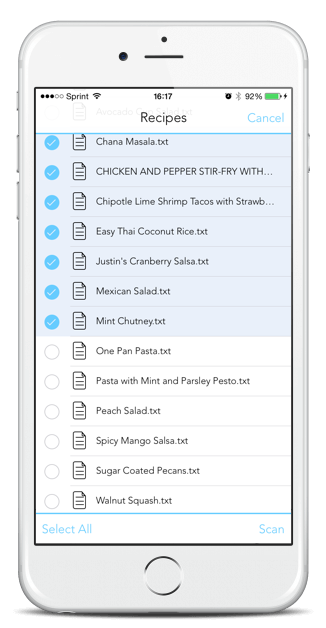 Sprint 16:17 92%
Recipes Cancel
Chana Masala.txt
CHICKEN AND PEPPER STIR-FRY WITH...
Chipotle Lime Shrimp Tacos with Strawb...
Easy Thai Coconut Rice.txt
Justin's Cranberry Salsa.txt
Mexican Salad.txt
Mint Chutney.txt
One Pan Pasta.txt
Pasta with Mint and Parsley Pesto.txt
Peach Salad.txt
Spicy Mango Salsa.txt
Sugar Coated Pecans.txt
Walnut Squash.txt
Select All Scan